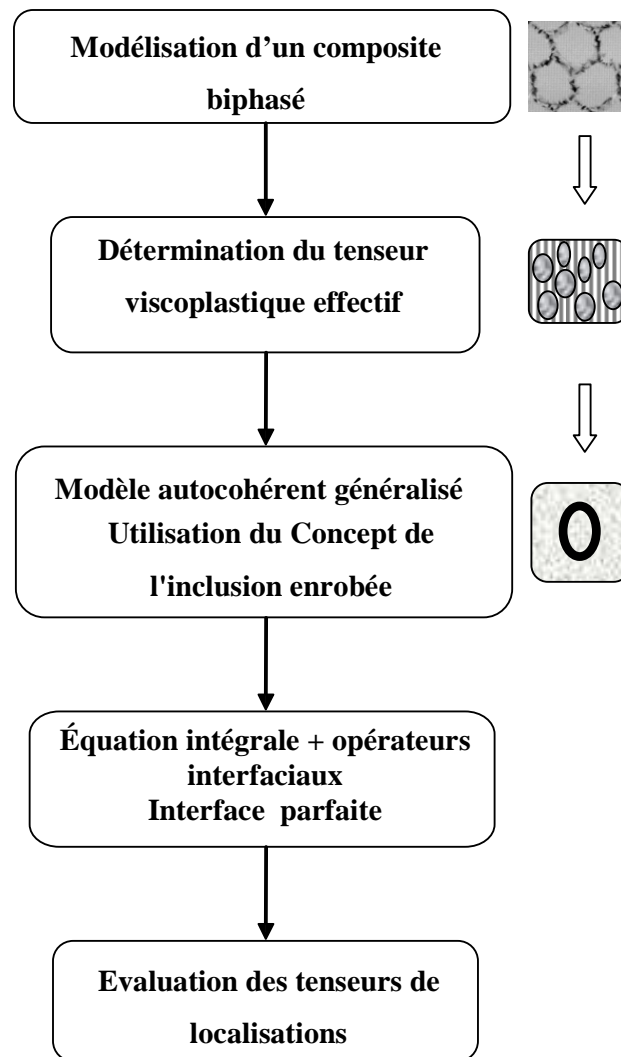 Modélisation d’un composite
biphasé
Détermination du tenseur
viscoplastique effectif
Modèle autocohérent généralisé
Utilisation du Concept de
l'inclusion enrobée
Équation intégrale + opérateurs
interfaciaux
Interface parfaite
Evaluation des tenseurs de
localisations